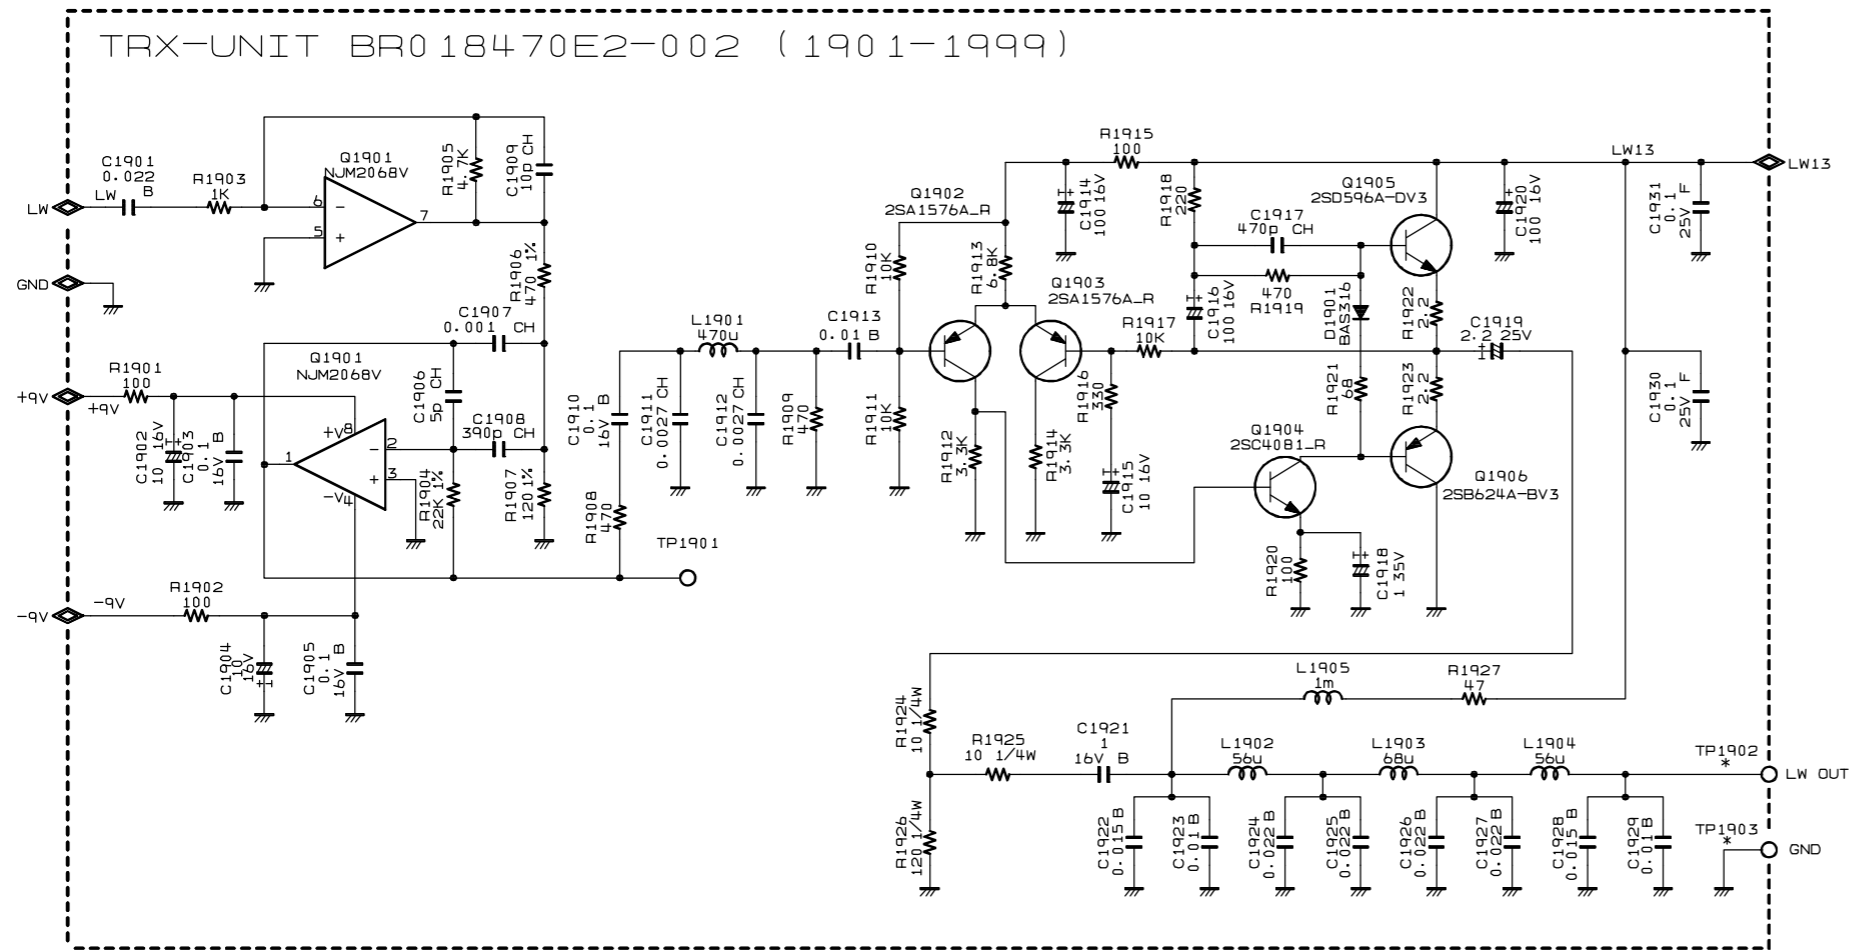 TRX-UNIT BR018470E2-002 (1901-1999)
LW
C1901
0.022
LW B
R1903
1K
Q1901
NJM2068V
6
5
7
-
+
R1905
4.7K
C1909
10p CH
GND
R1906
470 1%
C1907
0.001 CH
Q1901
NJM2068V
+9V
R1901
100
+9V
C1902
10 16V
C1903
0.1
16V B
+V 8
-V 4
1
2
3
-
+
C1906
5p CH
C1908
390p CH
R1904
22K 1%
R1907
120 1%
-9V
-9V
R1902
100
C1904
10
16V
C1905
0.1
16V B
TP1901
R1908
470
C1910
0.1
16V B
C1911
0.0027 CH
L1901
470u
C1912
0.0027 CH
R1909
470
C1913
0.01 B
R1910
10K
R1911
10K
Q1902
2SA1576A_R
R1912
3.3K
R1913
6.8K
Q1903
2SA1576A_R
R1914
3.3K
C1914
100 16V
R1915
100
R1916
330
C1915
10 16V
R1917
10K
R1918
220
C1916
100 16V
C1917
470p CH
470
R1919
D1901
BAS316
R1921
68
Q1904
2SC4081_R
R1920
100
C1918
1 35V
Q1905
2SD596A-DV3
R1922
2.2
R1923
2.2
Q1906
2SB624A-BV3
C1919
2.2 25V
C1920
100 16V
LW13
LW13
C1931
0.1
25V F
C1930
0.1
25V F
R1924
10 1/4W
R1925
10 1/4W
R1926
120 1/4W
C1921
1
16V B
L1905
1m
R1927
47
L1902
56u
L1903
68u
L1904
56u
C1922
0.015 B
C1923
0.01 B
C1924
0.022 B
C1925
0.022 B
C1926
0.022 B
C1927
0.022 B
C1928
0.015 B
C1929
0.01 B
TP1902
*
LW OUT
TP1903
*
GND